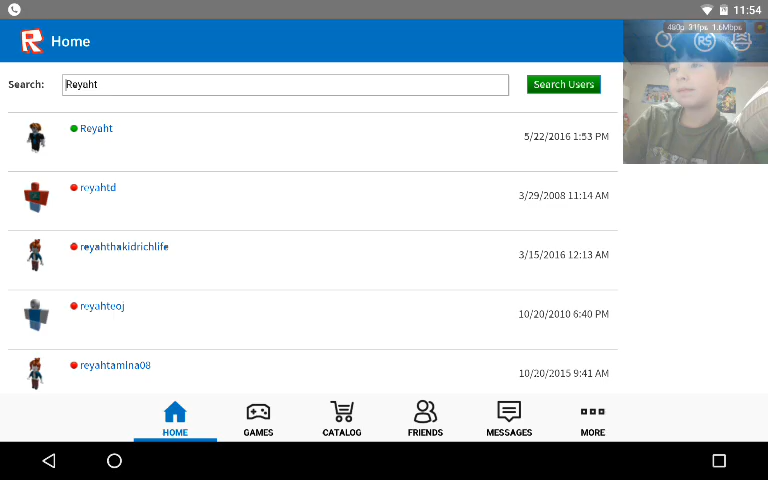 11:54
Home
480p 31fps 1.6Mbps
R$
Search: Reyaht Search Users
Reyaht 5/22/2016 1:53 PM
reyahtd 3/29/2008 11:14 AM
reyahthakidrichlife 3/15/2016 12:13 AM
reyahteoj 10/20/2010 6:40 PM
reyahtamlna08 10/20/2015 9:41 AM
HOME GAMES CATALOG FRIENDS MESSAGES MORE